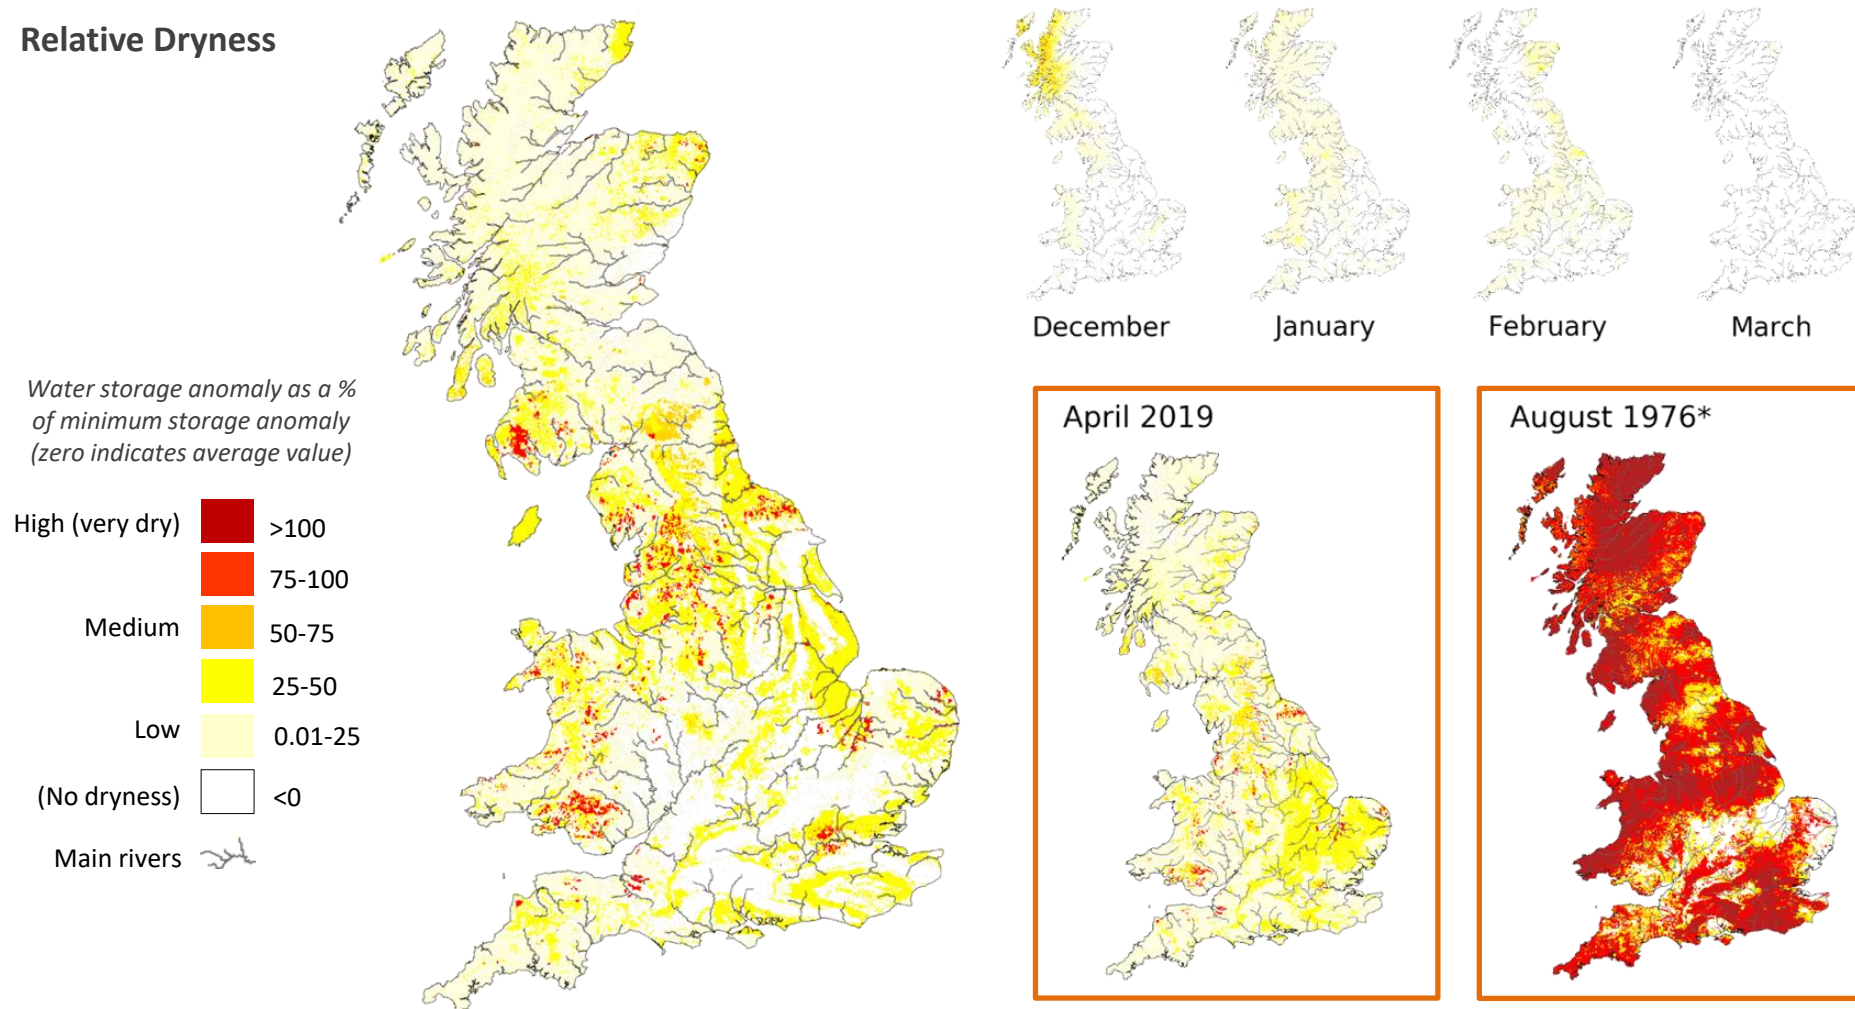 Relative Dryness
Water storage anomaly as a %
of minimum storage anomaly
(zero indicates average value)
High (very dry) >100
75-100
Medium 50-75
25-50
Low 0.01-25
(No dryness) <0
Main rivers
December January February March
April 2019
August 1976*